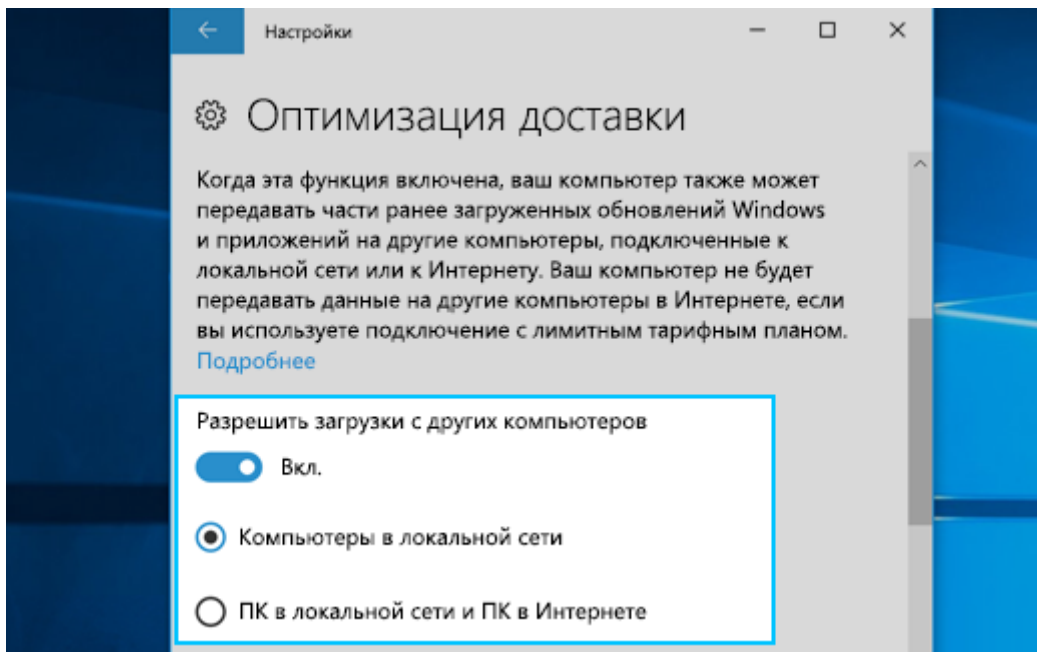 Настройки
Оптимизация доставки
Когда эта функция включена, ваш компьютер также может
передавать части ранее загруженных обновлений Windows
и приложений на другие компьютеры, подключенные к
локальной сети или к Интернету. Ваш компьютер не будет
передавать данные на другие компьютеры в Интернете, если
вы используете подключение с лимитным тарифным планом.
Подробнее
Разрешить загрузки с других компьютеров
Вкл.
Компьютеры в локальной сети
ПК в локальной сети и ПК в Интернете